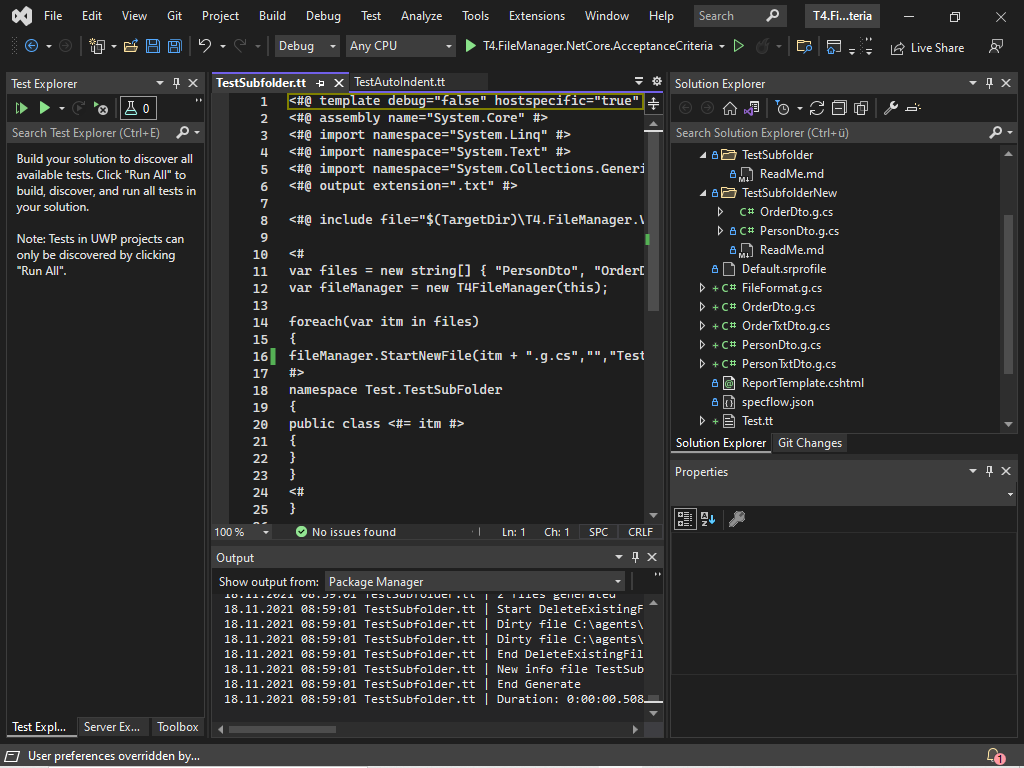 File Edit View Git Project Build Debug Test Analyze Tools Extensions Window Help Search T4.Fi...teria
Debug Any CPU T4.FileManager.NetCore.AcceptanceCriteria Live Share
Test Explorer
0
Search Test Explorer (Ctrl+E)
Build your solution to discover all
available tests. Click "Run All" to
build, discover, and run all tests in
your solution.
Note: Tests in UWP projects can
only be discovered by clicking
"Run All".
Test Expl... Server Ex... Toolbox
TestSubfolder.tt TestAutoIndent.tt
1 <#@ template debug="false" hostspecific="true"
2 <#@ assembly name="System.Core" #>
3 <#@ import namespace="System.Linq" #>
4 <#@ import namespace="System.Text" #>
5 <#@ import namespace="System.Collections.Generi
6 <#@ output extension=".txt" #>
7
8 <#@ include file="$(TargetDir)\T4.FileManager.V
9
10 <#
11 var files = new string[] { "PersonDto", "OrderD
12 var fileManager = new T4FileManager(this);
13
14 foreach(var itm in files)
15 {
16 fileManager.StartNewFile(itm + ".g.cs","","Test
17 #>
18 namespace Test.TestSubFolder
19 {
20 public class <#= itm #>
21 {
22 }
23 }
24 <#
25 }
100 % No issues found Ln: 1 Ch: 1 SPC CRLF
Output
Show output from: Package Manager
18.11.2021 08:59:01 TestSubfolder.tt | 2 files generated
18.11.2021 08:59:01 TestSubfolder.tt | Start DeleteExistingF
18.11.2021 08:59:01 TestSubfolder.tt | Dirty file C:\agents\
18.11.2021 08:59:01 TestSubfolder.tt | Dirty file C:\agents\
18.11.2021 08:59:01 TestSubfolder.tt | End DeleteExistingFil
18.11.2021 08:59:01 TestSubfolder.tt | New info file TestSub
18.11.2021 08:59:01 TestSubfolder.tt | End Generate
18.11.2021 08:59:01 TestSubfolder.tt | Duration: 0:00:00.508
Solution Explorer
Search Solution Explorer (Ctrl+ü)
TestSubfolder
ReadMe.md
TestSubfolderNew
C# OrderDto.g.cs
C# PersonDto.g.cs
ReadMe.md
Default.srprofile
C# FileFormat.g.cs
C# OrderDto.g.cs
C# OrderTxtDto.g.cs
C# PersonDto.g.cs
C# PersonTxtDto.g.cs
ReportTemplate.cshtml
specflow.json
Test.tt
Solution Explorer Git Changes
Properties
User preferences overridden by...
1